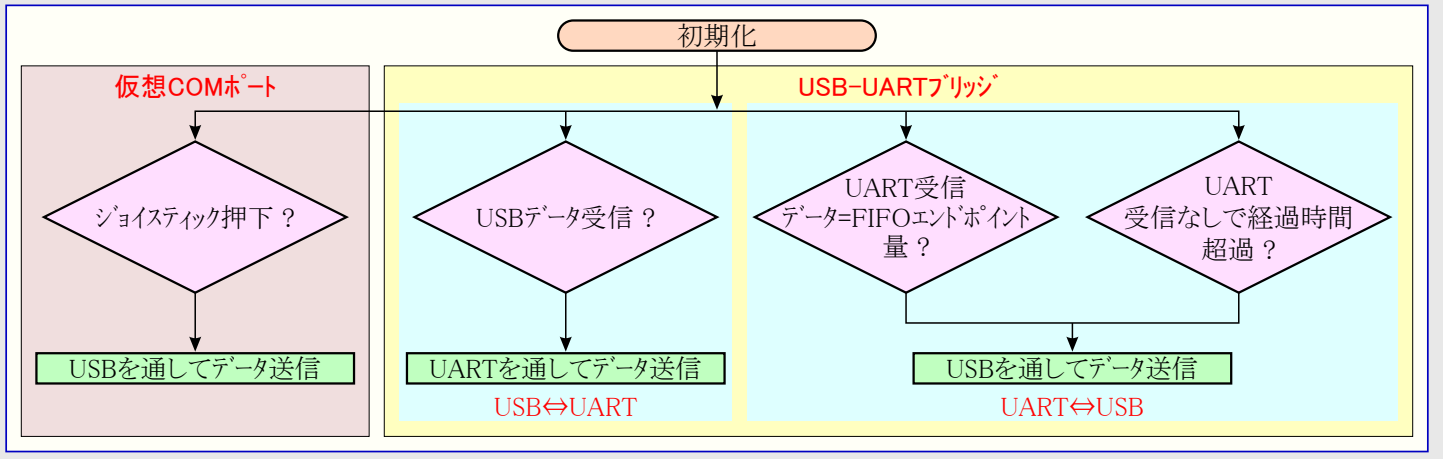 初期化
仮想COMﾎﾟｰﾄ
USB-UARTﾌﾞﾘｯｼﾞ
ｼﾞｮｲｽﾃｨｯｸ押下？
USBﾃﾞｰﾀ受信？
UART受信
ﾃﾞｰﾀ=FIFOｴﾝﾄﾞﾎﾟｲﾝﾄ
量？
UART
受信なしで経過時間
超過？
USBを通してﾃﾞｰﾀ送信
UARTを通してﾃﾞｰﾀ送信
USBを通してﾃﾞｰﾀ送信
USB⇔UART
UART⇔USB